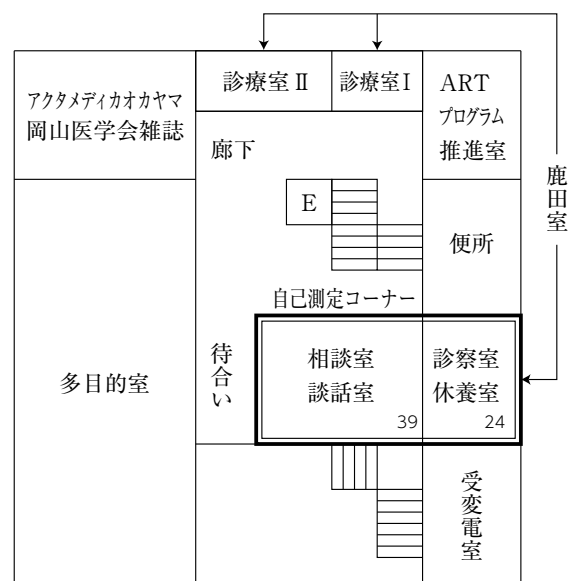 診療室Ⅱ
診療室Ⅰ
ART
プログラム
推進室
アクタメディカオカヤマ
岡山医学会雑誌
廊下
鹿田室
E
便所
自己測定コーナー
多目的室
待合い
相談室
談話室
39
診察室
休養室
24
受変電室